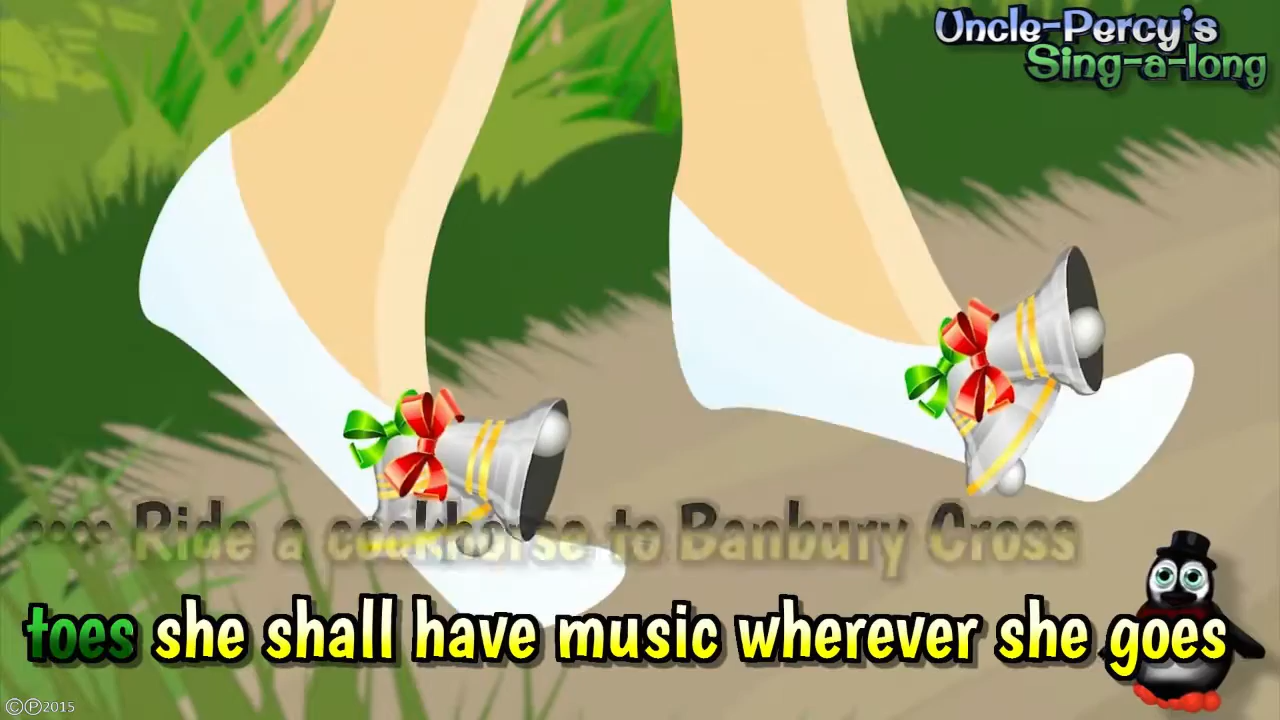 Uncle-Percy's
Sing-a-long
•••• Ride a cockhorse to Banbury Cross
toes she shall have music wherever she goes
©℗2015